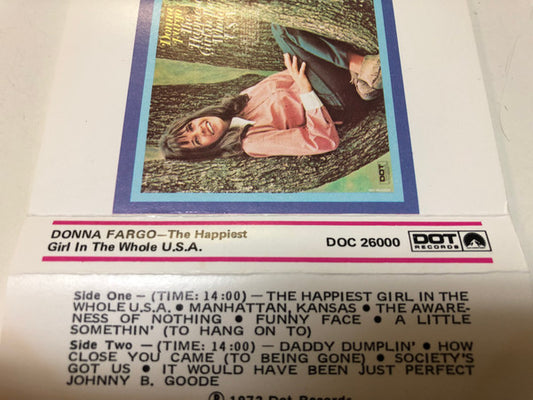 DONNA FARGO—The Happiest
Girl In The Whole U.S.A.
DOC 26000
DOT
RECORDS
Side One – (TIME: 14:00) – THE HAPPIEST GIRL IN THE
WHOLE U.S.A. • MANHATTAN, KANSAS • THE AWARE-
NESS OF NOTHING • FUNNY FACE • A LITTLE
SOMETHIN' (TO HANG ON TO)
Side Two – (TIME: 14:00) – DADDY DUMPLIN' • HOW
CLOSE YOU CAME (TO BEING GONE) • SOCIETY'S
GOT US • IT WOULD HAVE BEEN JUST PERFECT
JOHNNY B. GOODE
℗ 1972 Dot Records